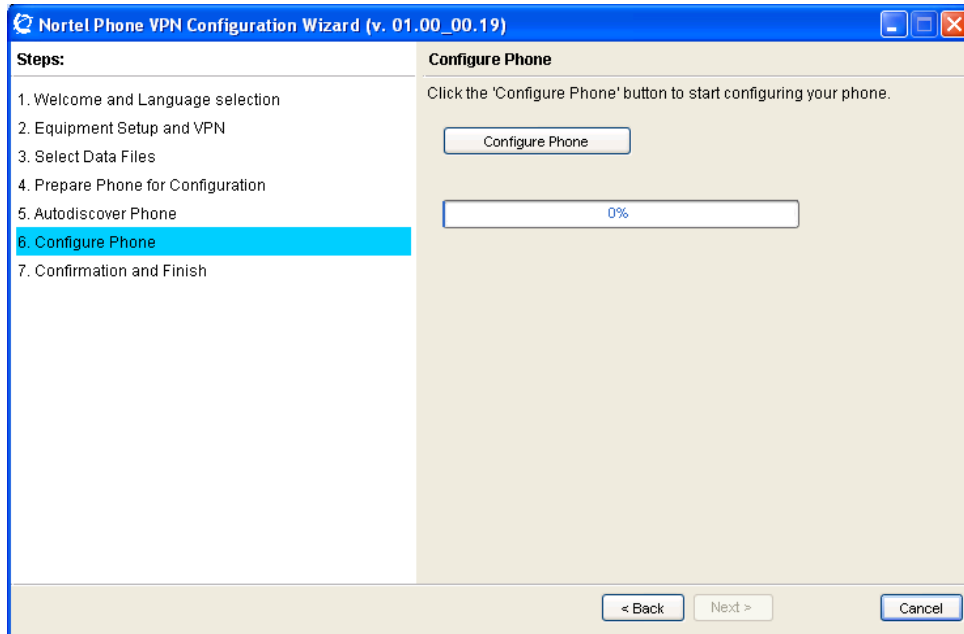 Nortel Phone VPN Configuration Wizard (v. 01.00_00.19)
Steps:
1. Welcome and Language selection
2. Equipment Setup and VPN
3. Select Data Files
4. Prepare Phone for Configuration
5. Autodiscover Phone
6. Configure Phone
7. Confirmation and Finish
Configure Phone
Click the 'Configure Phone' button to start configuring your phone.
Configure Phone
0%
< Back
Next >
Cancel